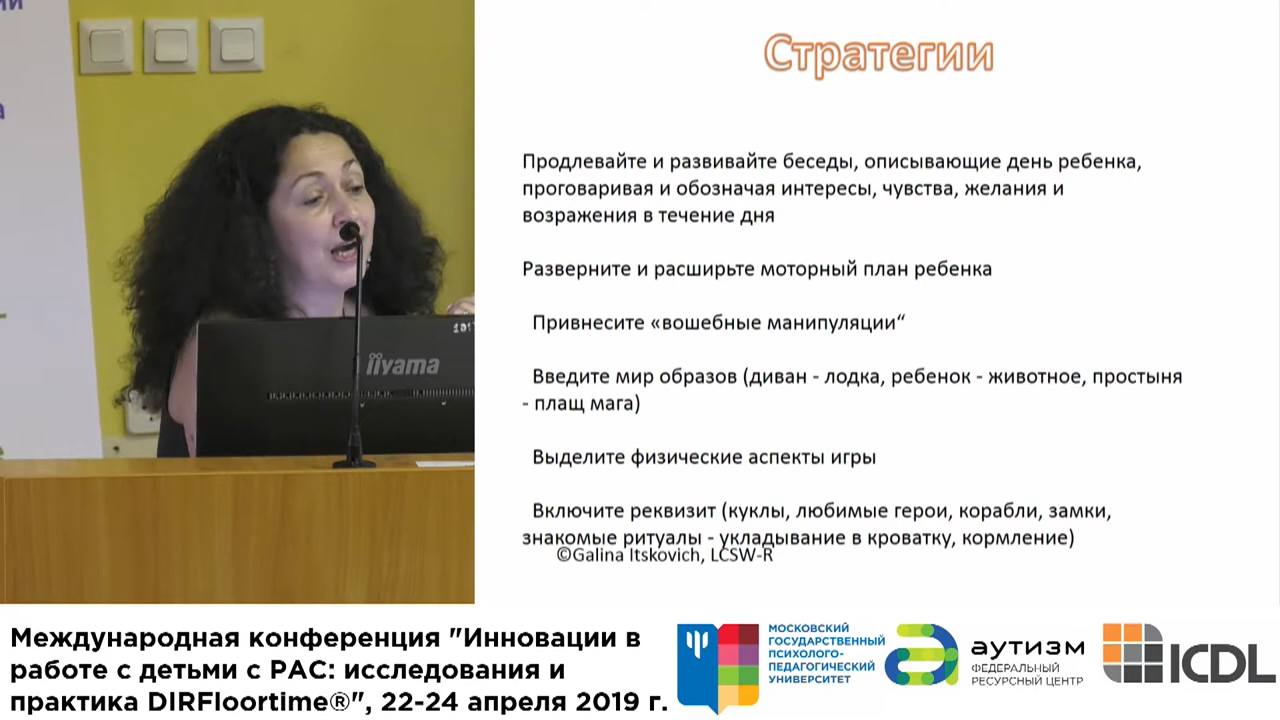 Стратегии
Продлевайте и развивайте беседы, описывающие день ребенка,
проговаривая и обозначая интересы, чувства, желания и
возражения в течение дня
Разверните и расширьте моторный план ребенка
Привнесите «вошебные манипуляции“
Введите мир образов (диван - лодка, ребенок - животное, простыня
- плащ мага)
Выделите физические аспекты игры
Включите реквизит (куклы, любимые герои, корабли, замки,
знакомые ритуалы - укладывание в кроватку, кормление)
©Galina Itskovich, LCSW-R
iiyama
Международная конференция "Инновации в
работе с детьми с РАС: исследования и
практика DIRFloortime®", 22-24 апреля 2019 г.
МОСКОВСКИЙ
ГОСУДАРСТВЕННЫЙ
ПСИХОЛОГО-
ПЕДАГОГИЧЕСКИЙ
УНИВЕРСИТЕТ
аутизм
ФЕДЕРАЛЬНЫЙ
РЕСУРСНЫЙ ЦЕНТР
ICDL